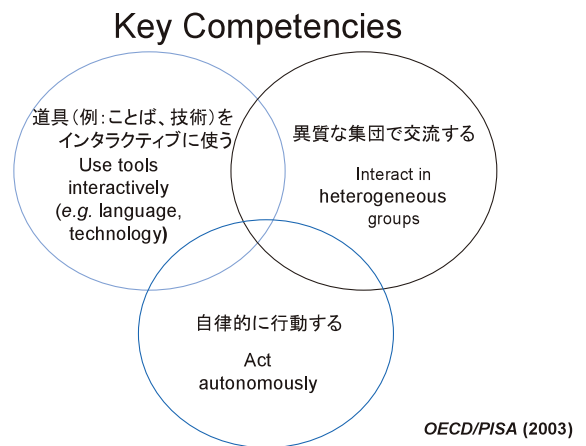 Key Competencies
道具（例：ことば、技術）を
インタラクティブに使う
Use tools
interactively
(e.g. language,
technology)
異質な集団で交流する
Interact in
heterogeneous
groups
自律的に行動する
Act
autonomously
OECD/PISA (2003)